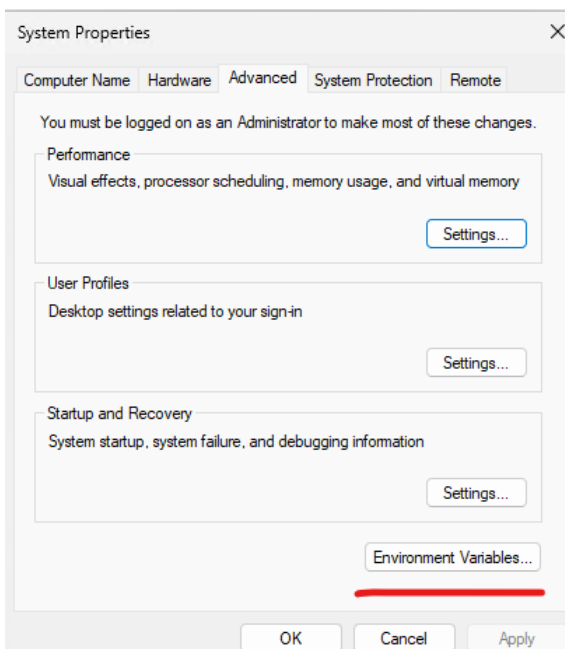 System Properties
Computer Name Hardware Advanced System Protection Remote
You must be logged on as an Administrator to make most of these changes.
Performance
Visual effects, processor scheduling, memory usage, and virtual memory
Settings...
User Profiles
Desktop settings related to your sign-in
Settings...
Startup and Recovery
System startup, system failure, and debugging information
Settings...
Environment Variables...
OK Cancel Apply